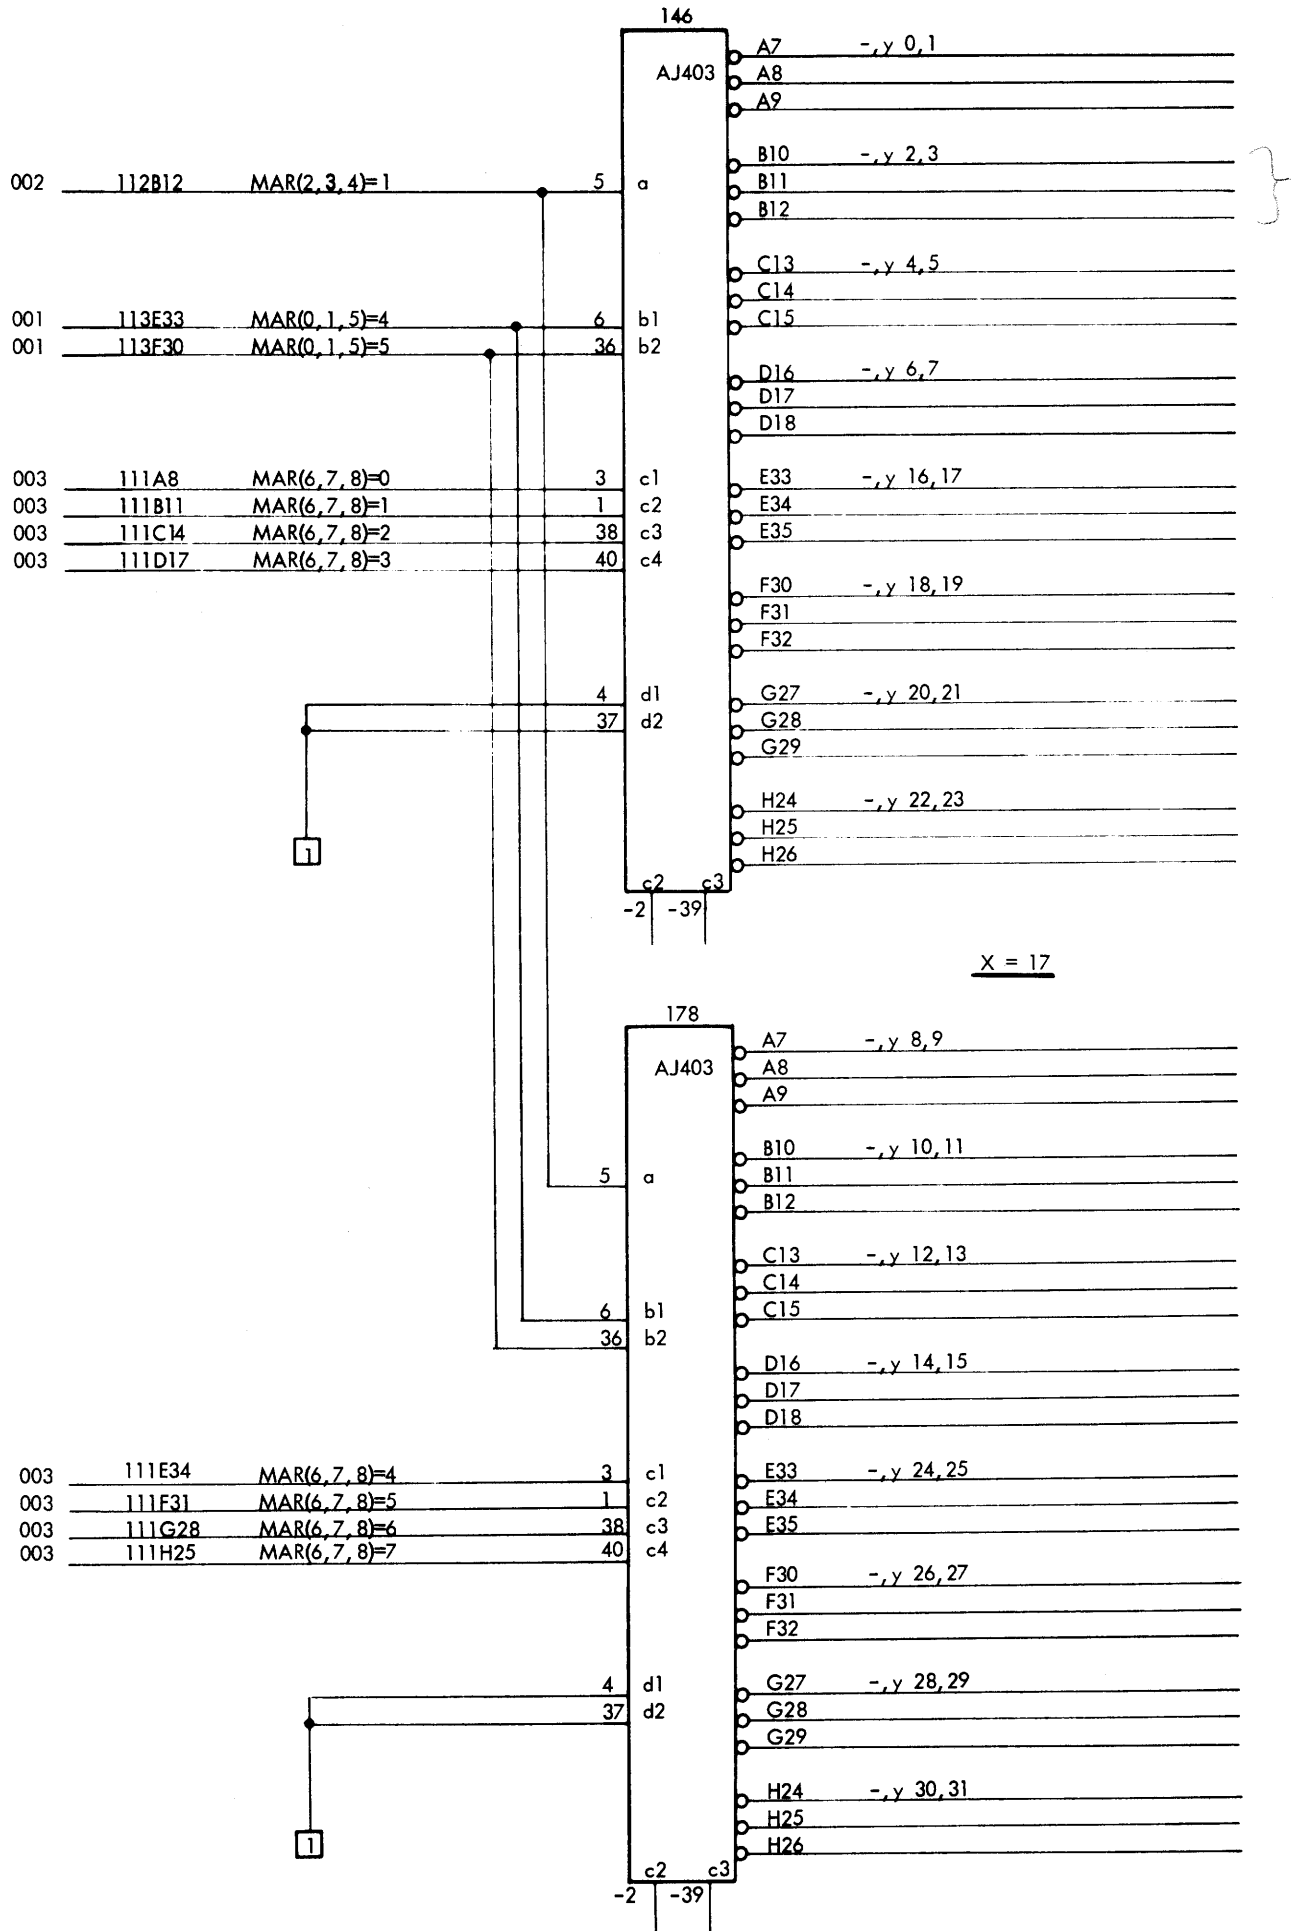 146
AJ403
A7 -,y 0,1
A8
A9
B10 -,y 2,3
002 112B12 MAR(2,3,4)=1 5 a B11
B12
C13 -,y 4,5
C14
001 113E33 MAR(0,1,5)=4 6 b1 C15
001 113F30 MAR(0,1,5)=5 36 b2
D16 -,y 6,7
D17
D18
003 111A8 MAR(6,7,8)=0 3 c1 E33 -,y 16,17
003 111B11 MAR(6,7,8)=1 1 c2 E34
003 111C14 MAR(6,7,8)=2 38 c3 E35
003 111D17 MAR(6,7,8)=3 40 c4
F30 -,y 18,19
F31
F32
4 d1 G27 -,y 20,21
37 d2 G28
G29
H24 -,y 22,23
H25
1 H26
c2 c3
-2 -39
X = 17
178
AJ403
A7 -,y 8,9
A8
A9
B10 -,y 10,11
5 a B11
B12
C13 -,y 12,13
C14
6 b1 C15
36 b2
D16 -,y 14,15
D17
D18
003 111E34 MAR(6,7,8)=4 3 c1 E33 -,y 24,25
003 111F31 MAR(6,7,8)=5 1 c2 E34
003 111G28 MAR(6,7,8)=6 38 c3 E35
003 111H25 MAR(6,7,8)=7 40 c4
F30 -,y 26,27
F31
F32
4 d1 G27 -,y 28,29
37 d2 G28
G29
H24 -,y 30,31
H25
1 H26
c2 c3
-2 -39